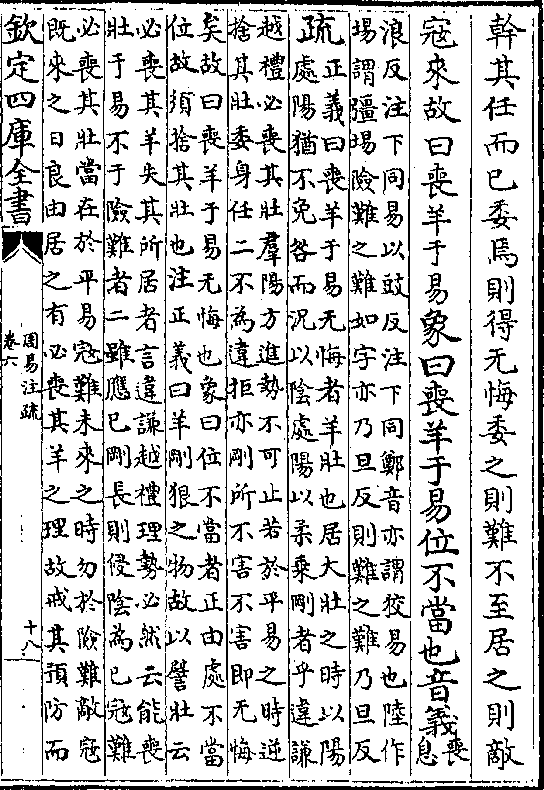 幹其任而已委焉則得无悔委之則難不至居之則敵
寇來故曰喪羊于易象曰喪羊于易位不當也音義喪息
浪反注下同易以豉反注下同鄭音亦謂狡易也陸作
場謂彊場險難之難如字亦乃旦反則難之難乃旦反
疏正義曰喪羊于易无悔者羊壯也居大壯之時以陽
處陽猶不免咎而況以陰處陽以柔乘剛者乎違謙
越禮必喪其壯羣陽方進勢不可止若於平易之時逆
捨其壯委身任二不為違拒亦剛所不害不害即无悔
矣故曰喪羊于易无悔也象曰位不當者正由處不當
位故須捨其壯也注正義曰羊剛狠之物故以譬壯云
必喪其羊失其所居者言違謙越禮理勢必然云能喪
壯于易不于險難者二雖應已剛長則侵陰為已寇難
必喪其壯當在於平易寇難未來之時勿於險難敵寇
既來之日良由居之有必喪其羊之理故戒其預防而
欽定四庫全書
周易注疏
卷六
十八